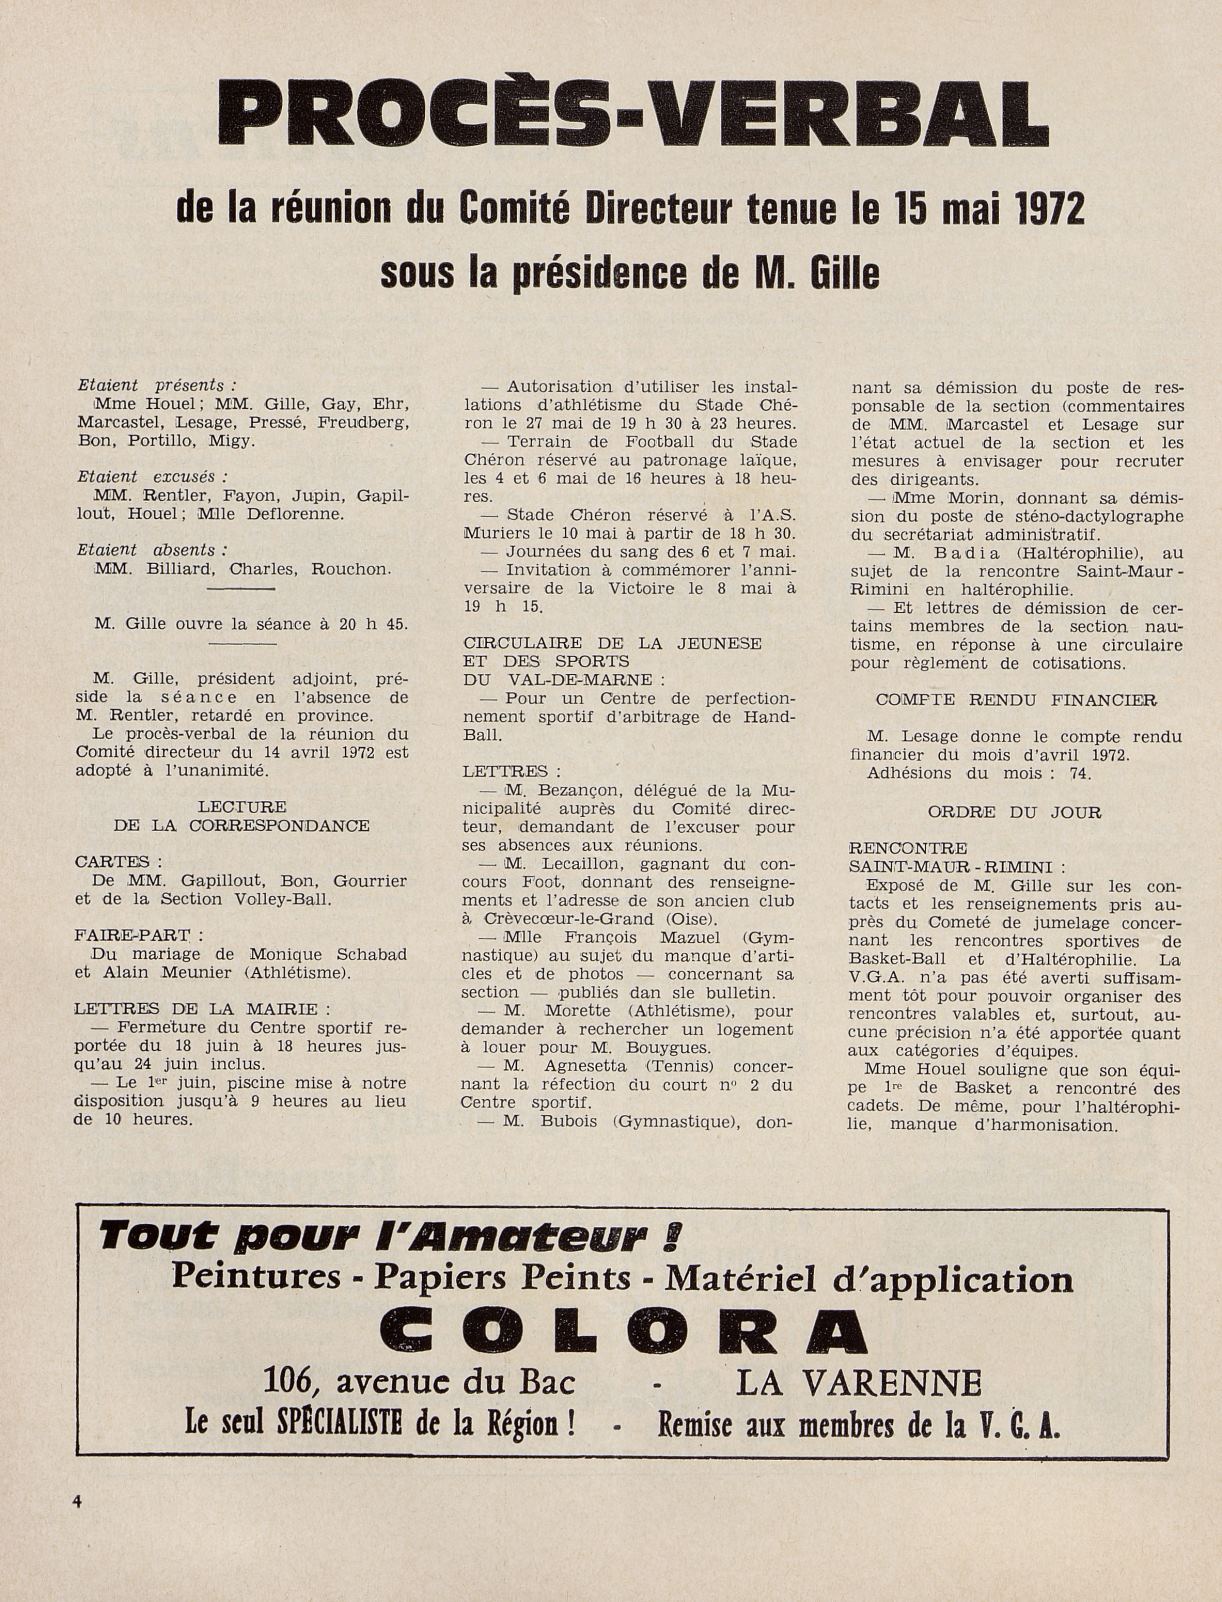 PROCÈS-VERBAL
de la réunion du Comité Directeur tenue le 15 mai 1972
sous la présidence de M. Gille
Etaient présents :
Mme Houel ; MM. Gille, Gay, Ehr,
Marcastel, Lesage, Pressé, Freudberg,
Bon, Portillo, Migy.
Etaient excusés :
MM. Rentler, Fayon, Jupin, Gapil-
lout, Houel ; Mlle Deflorenne.
Etaient absents :
MM. Billiard, Charles, Rouchon.
M. Gille ouvre la séance à 20 h 45.
M. Gille, président adjoint, pré-
side la séance en l'absence de
M. Rentler, retardé en province.
Le procès-verbal de la réunion du
Comité directeur du 14 avril 1972 est
adopté à l'unanimité.
LECTURE
DE LA CORRESPONDANCE
CARTES :
De MM. Gapillout, Bon, Gourrier
et de la Section Volley-Ball.
FAIRE-PART :
Du mariage de Monique Schabad
et Alain Meunier (Athlétisme).
LETTRES DE LA MAIRIE :
— Fermeture du Centre sportif re-
portée du 18 juin à 18 heures jus-
qu'au 24 juin inclus.
— Le 1er juin, piscine mise à notre
disposition jusqu'à 9 heures au lieu
de 10 heures.
— Autorisation d'utiliser les instal-
lations d'athlétisme du Stade Ché-
ron le 27 mai de 19 h 30 à 23 heures.
— Terrain de Football du Stade
Chéron réservé au patronage laïque,
les 4 et 6 mai de 16 heures à 18 heu-
res.
— Stade Chéron réservé à l'A.S.
Muriers le 10 mai à partir de 18 h 30.
— Journées du sang des 6 et 7 mai.
— Invitation à commémorer l'anni-
versaire de la Victoire le 8 mai à
19 h 15.
CIRCULAIRE DE LA JEUNESE
ET DES SPORTS
DU VAL-DE-MARNE :
— Pour un Centre de perfection-
nement sportif d'arbitrage de Hand-
Ball.
LETTRES :
— M. Bezançon, délégué de la Mu-
nicipalité auprès du Comité direc-
teur, demandant de l'excuser pour
ses absences aux réunions.
— M. Lecaillon, gagnant du con-
cours Foot, donnant des renseigne-
ments et l'adresse de son ancien club
à Crèvecœur-le-Grand (Oise).
— Mlle François Mazuel (Gym-
nastique) au sujet du manque d'arti-
cles et de photos — concernant sa
section — publiés dan sle bulletin.
— M. Morette (Athlétisme), pour
demander à rechercher un logement
à louer pour M. Bouygues.
— M. Agnesetta (Tennis) concer-
nant la réfection du court n° 2 du
Centre sportif.
— M. Bubois (Gymnastique), don-
nant sa démission du poste de res-
ponsable de la section (commentaires
de MM. Marcastel et Lesage sur
l'état actuel de la section et les
mesures à envisager pour recruter
des dirigeants.
— Mme Morin, donnant sa démis-
sion du poste de sténo-dactylographe
du secrétariat administratif.
— M. Badia (Haltérophilie), au
sujet de la rencontre Saint-Maur -
Rimini en haltérophilie.
— Et lettres de démission de cer-
tains membres de la section nau-
tisme, en réponse à une circulaire
pour règlement de cotisations.
COMPTE RENDU FINANCIER
M. Lesage donne le compte rendu
financier du mois d'avril 1972.
Adhésions du mois : 74.
ORDRE DU JOUR
RENCONTRE
SAINT-MAUR - RIMINI :
Exposé de M. Gille sur les con-
tacts et les renseignements pris au-
près du Cometé de jumelage concer-
nant les rencontres sportives de
Basket-Ball et d'Haltérophilie. La
V.G.A. n'a pas été averti suffisam-
ment tôt pour pouvoir organiser des
rencontres valables et, surtout, au-
cune précision n'a été apportée quant
aux catégories d'équipes.
Mme Houel souligne que son équi-
pe 1re de Basket a rencontré des
cadets. De même, pour l'haltérophi-
lie, manque d'harmonisation.
Tout pour l'Amateur !
Peintures - Papiers Peints - Matériel d'application
COLORA
106, avenue du Bac - LA VARENNE
Le seul SPÉCIALISTE de la Région ! - Remise aux membres de la V. G. A.
4